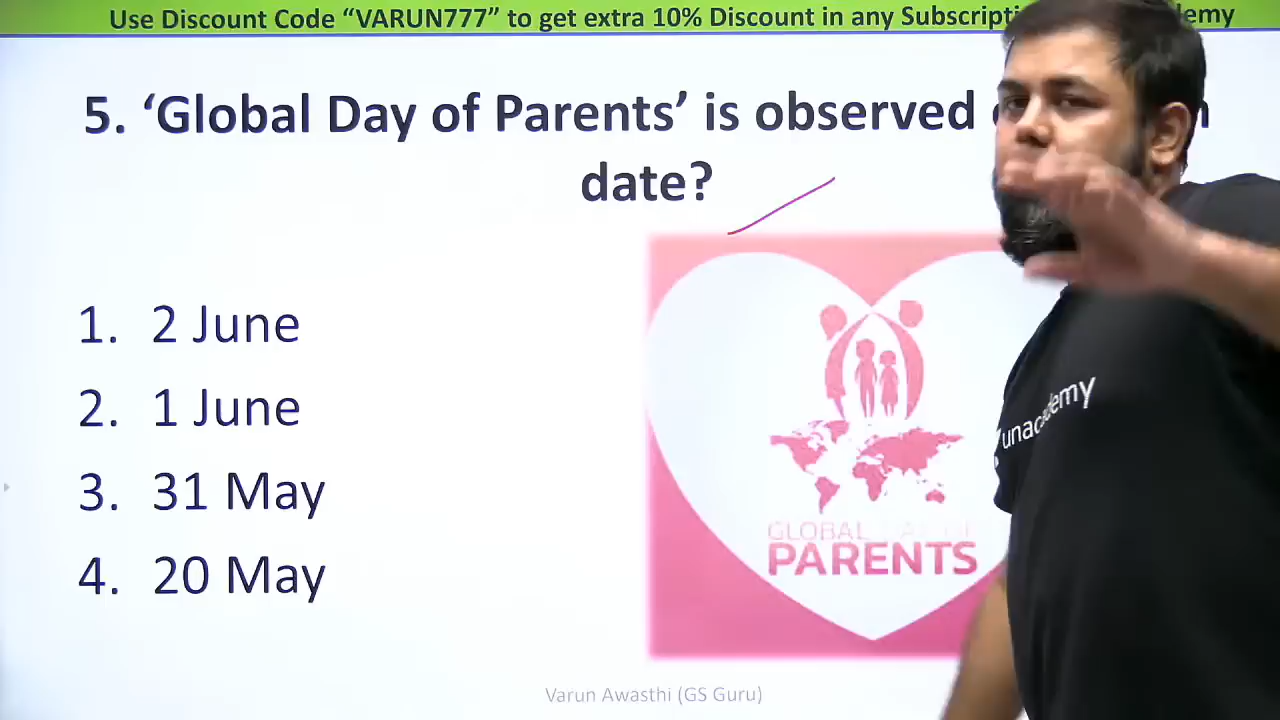 Use Discount Code “VARUN777” to get extra 10% Discount in any
5. ‘Global Day of Parents’ is observed
date?
1. 2 June
2. 1 June
3. 31 May
4. 20 May
GLOBAL DAY OF
PARENTS
unacademy
Varun Awasthi (GS Guru)